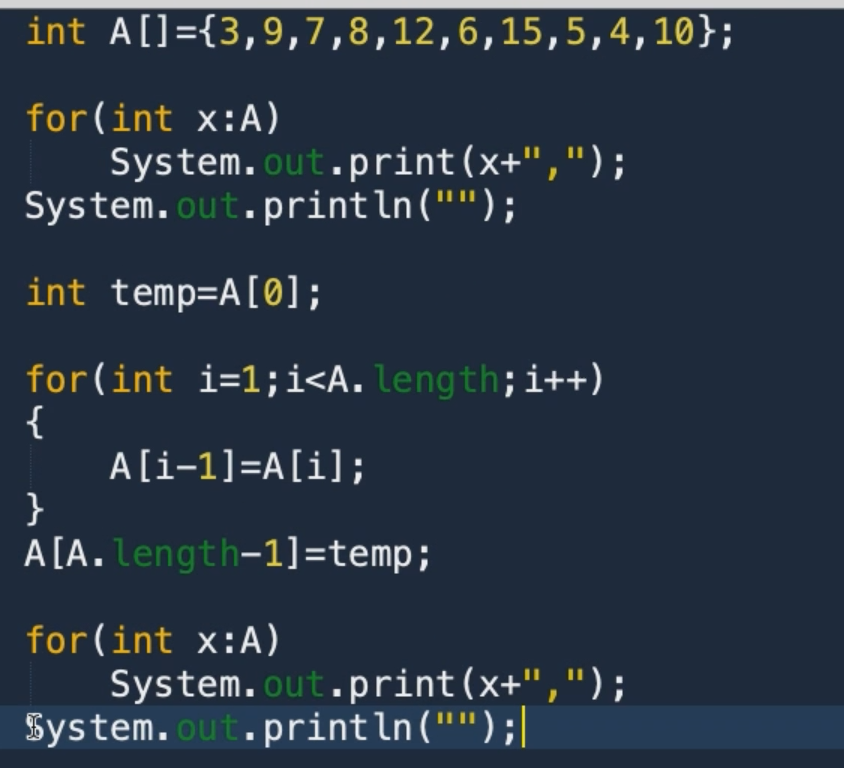 int A[]={3,9,7,8,12,6,15,5,4,10};
for(int x:A)
System.out.print(x+",");
System.out.println("");
int temp=A[0];
for(int i=1;i<A.length;i++)
{
A[i-1]=A[i];
}
A[A.length-1]=temp;
for(int x:A)
System.out.print(x+",");
System.out.println("");